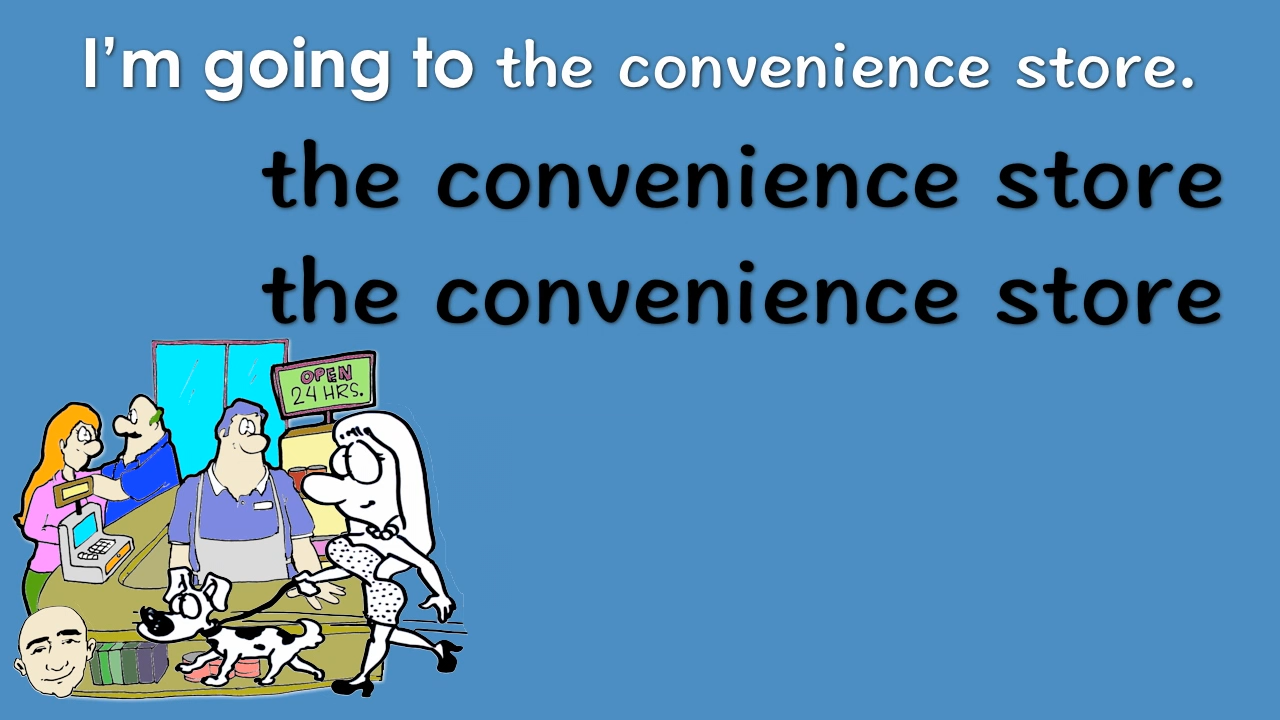 I'm going to the convenience store.
the convenience store
the convenience store
OPEN
24 HRS.